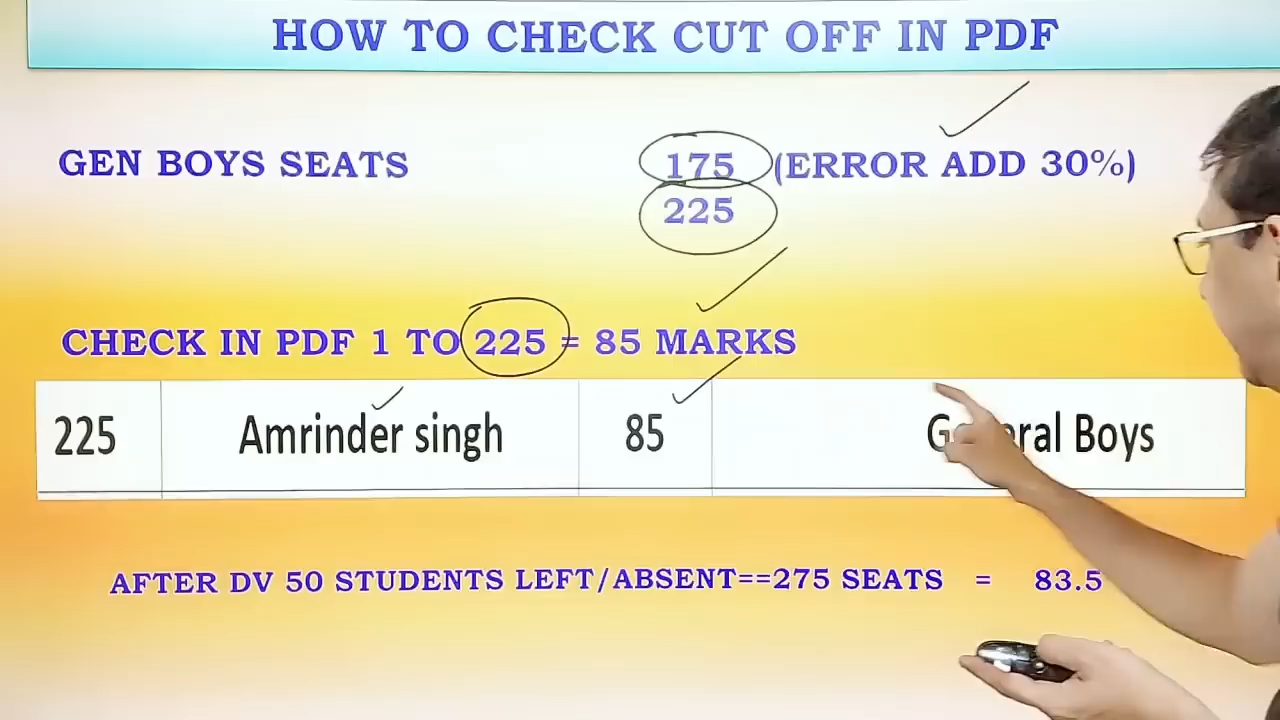 HOW TO CHECK CUT OFF IN PDF
GEN BOYS SEATS 175 (ERROR ADD 30%)
225
CHECK IN PDF 1 TO 225 = 85 MARKS
225 Amrinder singh 85 Boys
AFTER DV 50 STUDENTS LEFT/ABSENT==275 SEATS = 83.5